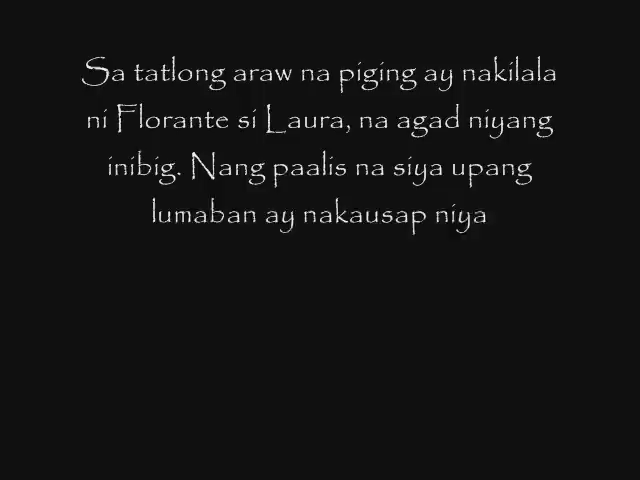 Sa tatlong araw na piging ay nakilala
ni Florante si Laura, na agad niyang
inibig. Nang paalis na siya upang
lumaban ay nakausap niya